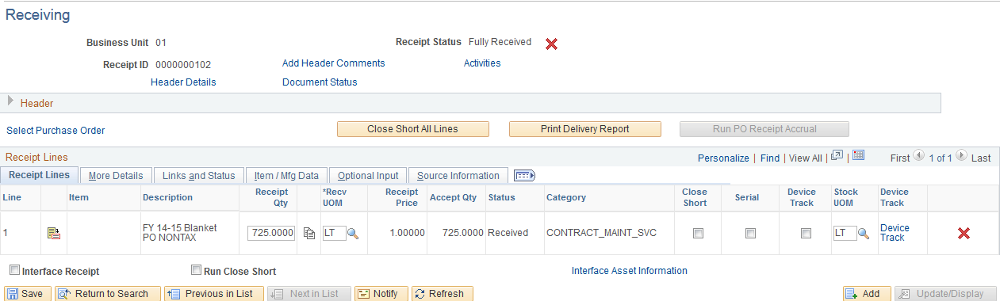 Receiving
Business Unit 01 Receipt Status Fully Received
Receipt ID 0000000102 Add Header Comments Activities
Header Details Document Status
Header
Select Purchase Order Close Short All Lines Print Delivery Report Run PO Receipt Accrual
Receipt Lines Personalize | Find | View All | | First 1 of 1 Last
Receipt Lines More Details Links and Status Item / Mfg Data Optional Input Source Information
Line Item Description Receipt Qty *Recv UOM Receipt Price Accept Qty Status Category Close Short Serial Device Track Stock UOM Device Track
1 FY 14-15 Blanket PO NONTAX 725.0000 LT 1.00000 725.0000 Received CONTRACT_MAINT_SVC LT Device Track
Interface Receipt Run Close Short Interface Asset Information
Save Return to Search Previous in List Next in List Notify Refresh Add Update/Display